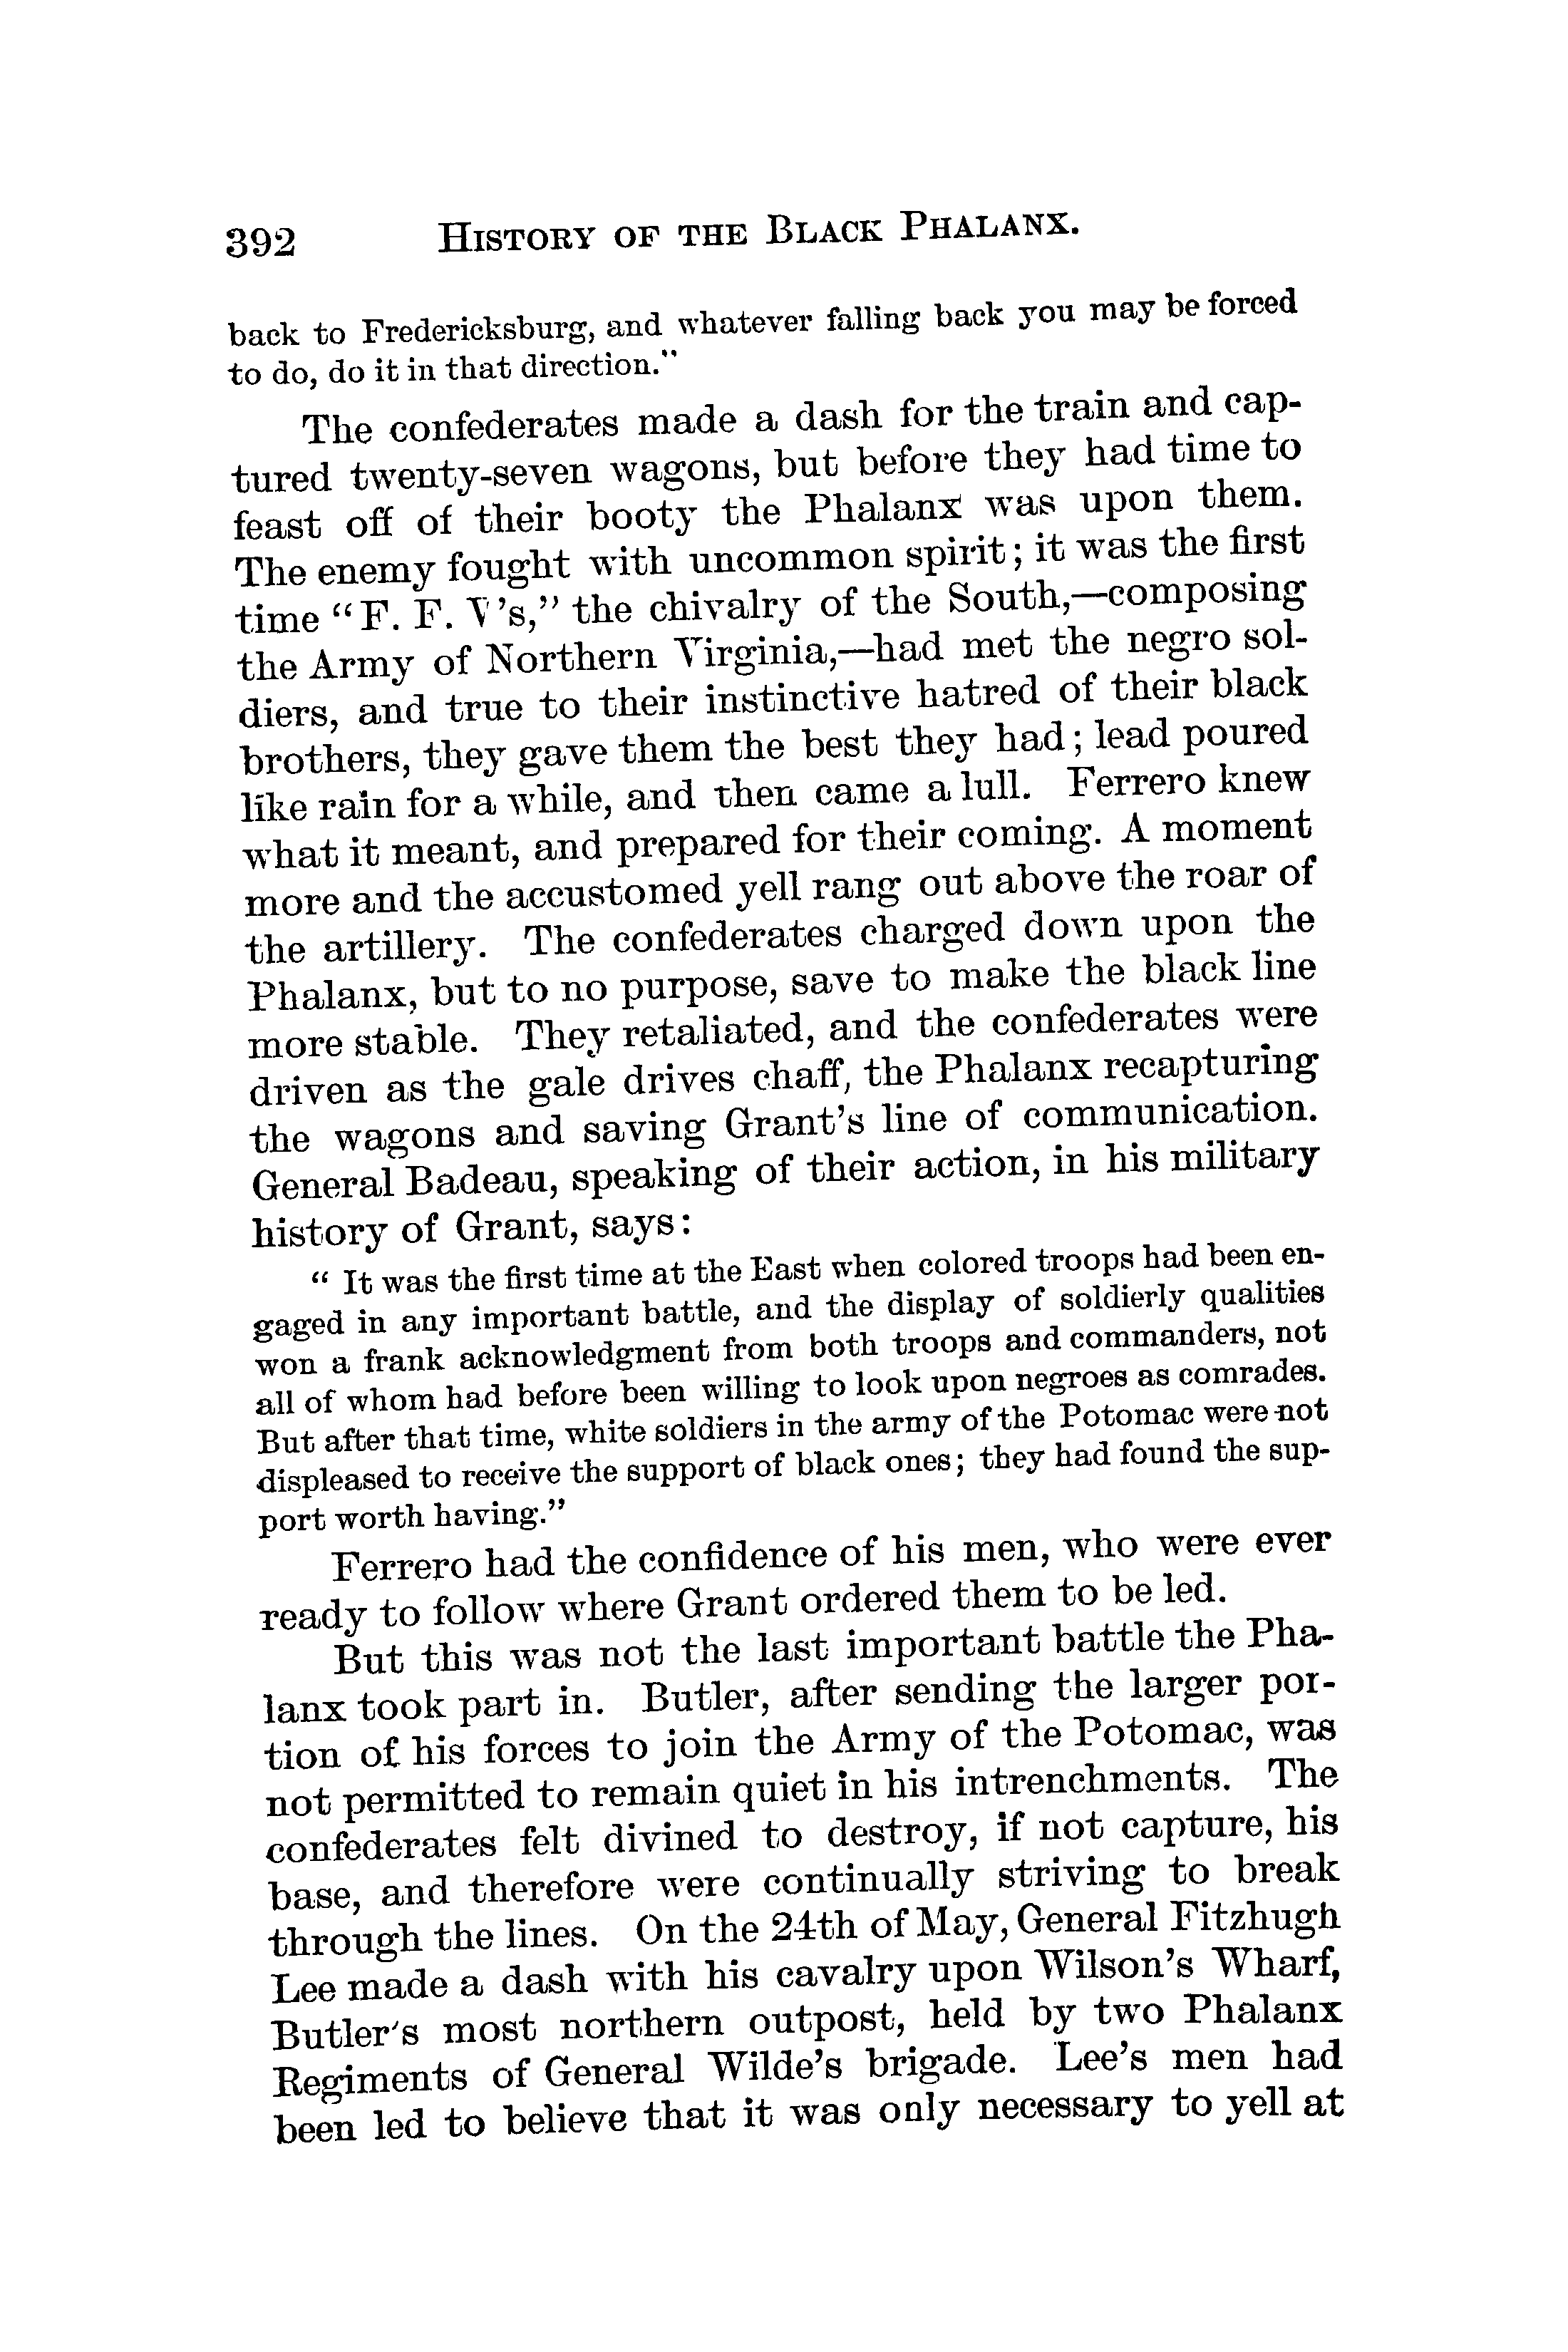 392 HISTORY OF THE BLACK PHALANX.
back to Fredericksburg, and whatever falling back you may be forced
to do, do it in that direction."
The confederates made a dash for the train and cap-
tured twenty-seven wagons, but before they had time to
feast off of their booty the Phalanx was upon them.
The enemy fought with uncommon spirit; it was the first
time “F. F. V’s,” the chivalry of the South,—composing
the Army of Northern Virginia,—had met the negro sol-
diers, and true to their instinctive hatred of their black
brothers, they gave them the best they had; lead poured
like rain for a while, and then came a lull. Ferrero knew
what it meant, and prepared for their coming. A moment
more and the accustomed yell rang out above the roar of
the artillery. The confederates charged down upon the
Phalanx, but to no purpose, save to make the black line
more stable. They retaliated, and the confederates were
driven as the gale drives chaff, the Phalanx recapturing
the wagons and saving Grant’s line of communication.
General Badeau, speaking of their action, in his military
history of Grant, says:
“ It was the first time at the East when colored troops had been en-
gaged in any important battle, and the display of soldierly qualities
won a frank acknowledgment from both troops and commanders, not
all of whom had before been willing to look upon negroes as comrades.
But after that time, white soldiers in the army of the Potomac were not
displeased to receive the support of black ones; they had found the sup-
port worth having.”
Ferrero had the confidence of his men, who were ever
ready to follow where Grant ordered them to be led.
But this was not the last important battle the Pha-
lanx took part in. Butler, after sending the larger por-
tion of his forces to join the Army of the Potomac, was
not permitted to remain quiet in his intrenchments. The
confederates felt divined to destroy, if not capture, his
base, and therefore were continually striving to break
through the lines. On the 24th of May, General Fitzhugh
Lee made a dash with his cavalry upon Wilson’s Wharf,
Butler's most northern outpost, held by two Phalanx
Regiments of General Wilde’s brigade. Lee’s men had
been led to believe that it was only necessary to yell at